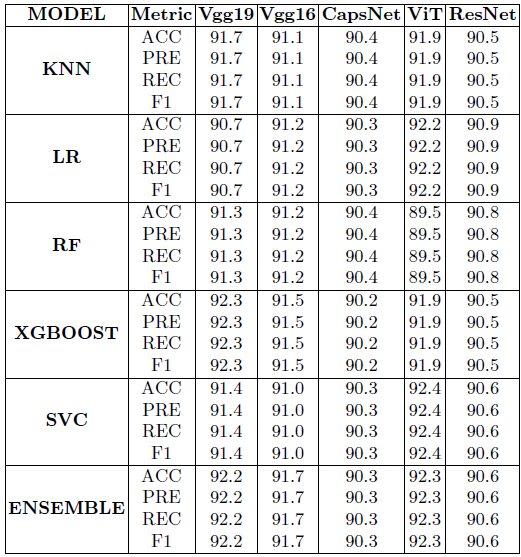 MODEL Metric Vgg19 Vgg16 CapsNet ViT ResNet
KNN
ACC 91.7 91.1 90.4 91.9 90.5
PRE 91.7 91.1 90.4 91.9 90.5
REC 91.7 91.1 90.4 91.9 90.5
F1 91.7 91.1 90.4 91.9 90.5
LR
ACC 90.7 91.2 90.3 92.2 90.9
PRE 90.7 91.2 90.3 92.2 90.9
REC 90.7 91.2 90.3 92.2 90.9
F1 90.7 91.2 90.3 92.2 90.9
RF
ACC 91.3 91.2 90.4 89.5 90.8
PRE 91.3 91.2 90.4 89.5 90.8
REC 91.3 91.2 90.4 89.5 90.8
F1 91.3 91.2 90.4 89.5 90.8
XGBOOST
ACC 92.3 91.5 90.2 91.9 90.5
PRE 92.3 91.5 90.2 91.9 90.5
REC 92.3 91.5 90.2 91.9 90.5
F1 92.3 91.5 90.2 91.9 90.5
SVC
ACC 91.4 91.0 90.3 92.4 90.6
PRE 91.4 91.0 90.3 92.4 90.6
REC 91.4 91.0 90.3 92.4 90.6
F1 91.4 91.0 90.3 92.4 90.6
ENSEMBLE
ACC 92.2 91.7 90.3 92.3 90.6
PRE 92.2 91.7 90.3 92.3 90.6
REC 92.2 91.7 90.3 92.3 90.6
F1 92.2 91.7 90.3 92.3 90.6